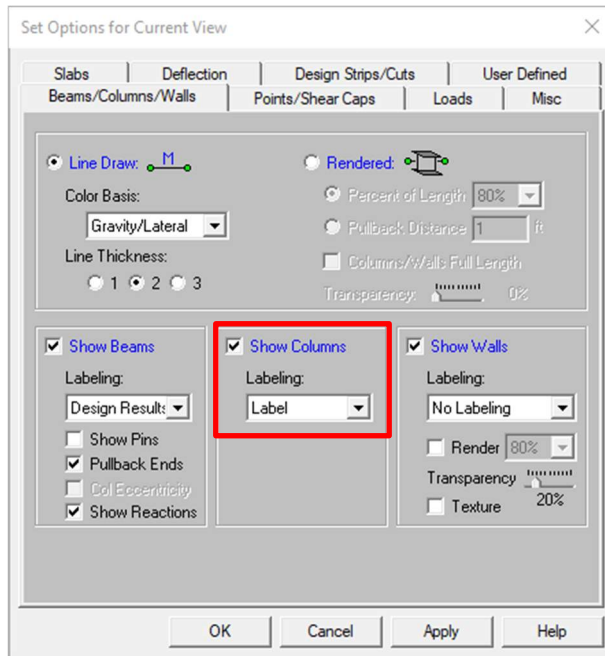 Set Options for Current View
Slabs Deflection Design Strips/Cuts User Defined
Beams/Columns/Walls Points/Shear Caps Loads Misc
Line Draw: M Rendered:
Color Basis: Percent of Length 80%
Gravity/Lateral Pullback Distance 1 ft
Line Thickness: Columns/Walls Full Length
1 2 3 Transparency: 0%
Show Beams Show Columns Show Walls
Labeling: Labeling: Labeling:
Design Results Label No Labeling
Show Pins Render 80%
Pullback Ends Transparency
Col Eccentricity 20%
Show Reactions Texture
OK Cancel Apply Help